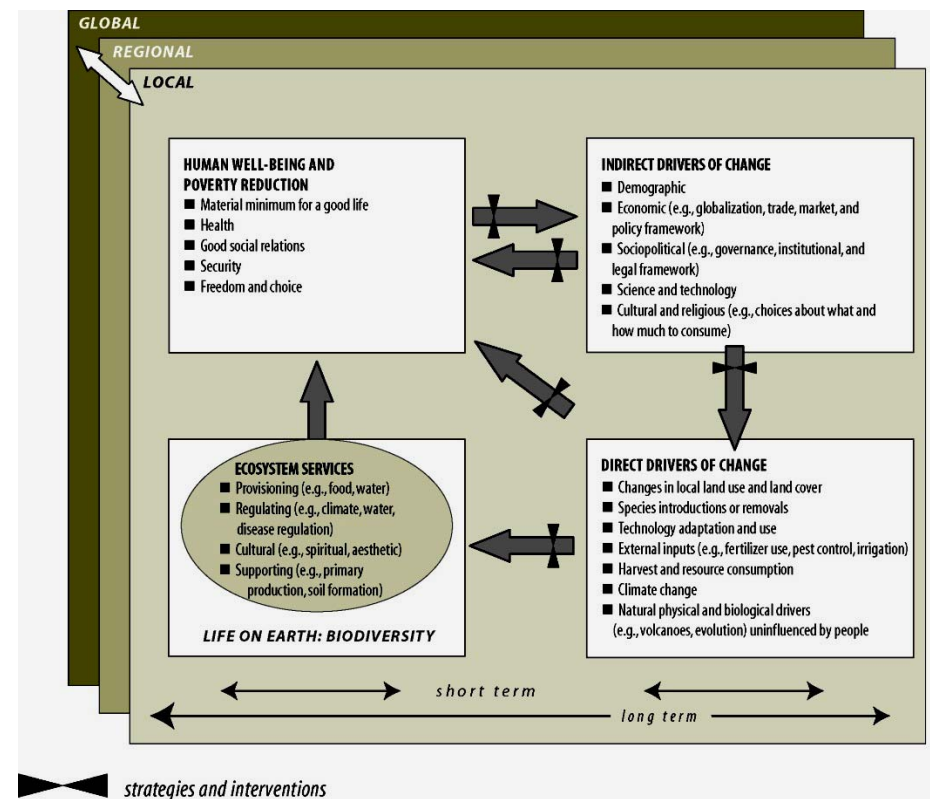 GLOBAL
REGIONAL
LOCAL
HUMAN WELL-BEING AND
POVERTY REDUCTION
■ Material minimum for a good life
■ Health
■ Good social relations
■ Security
■ Freedom and choice
INDIRECT DRIVERS OF CHANGE
■ Demographic
■ Economic (e.g., globalization, trade, market, and
policy framework)
■ Sociopolitical (e.g., governance, institutional, and
legal framework)
■ Science and technology
■ Cultural and religious (e.g., choices about what and
how much to consume)
ECOSYSTEM SERVICES
■ Provisioning (e.g., food, water)
■ Regulating (e.g., climate, water,
disease regulation)
■ Cultural (e.g., spiritual, aesthetic)
■ Supporting (e.g., primary
production, soil formation)
LIFE ON EARTH: BIODIVERSITY
DIRECT DRIVERS OF CHANGE
■ Changes in local land use and land cover
■ Species introductions or removals
■ Technology adaptation and use
■ External inputs (e.g., fertilizer use, pest control, irrigation)
■ Harvest and resource consumption
■ Climate change
■ Natural physical and biological drivers
(e.g., volcanoes, evolution) uninfluenced by people
short term
long term
strategies and interventions